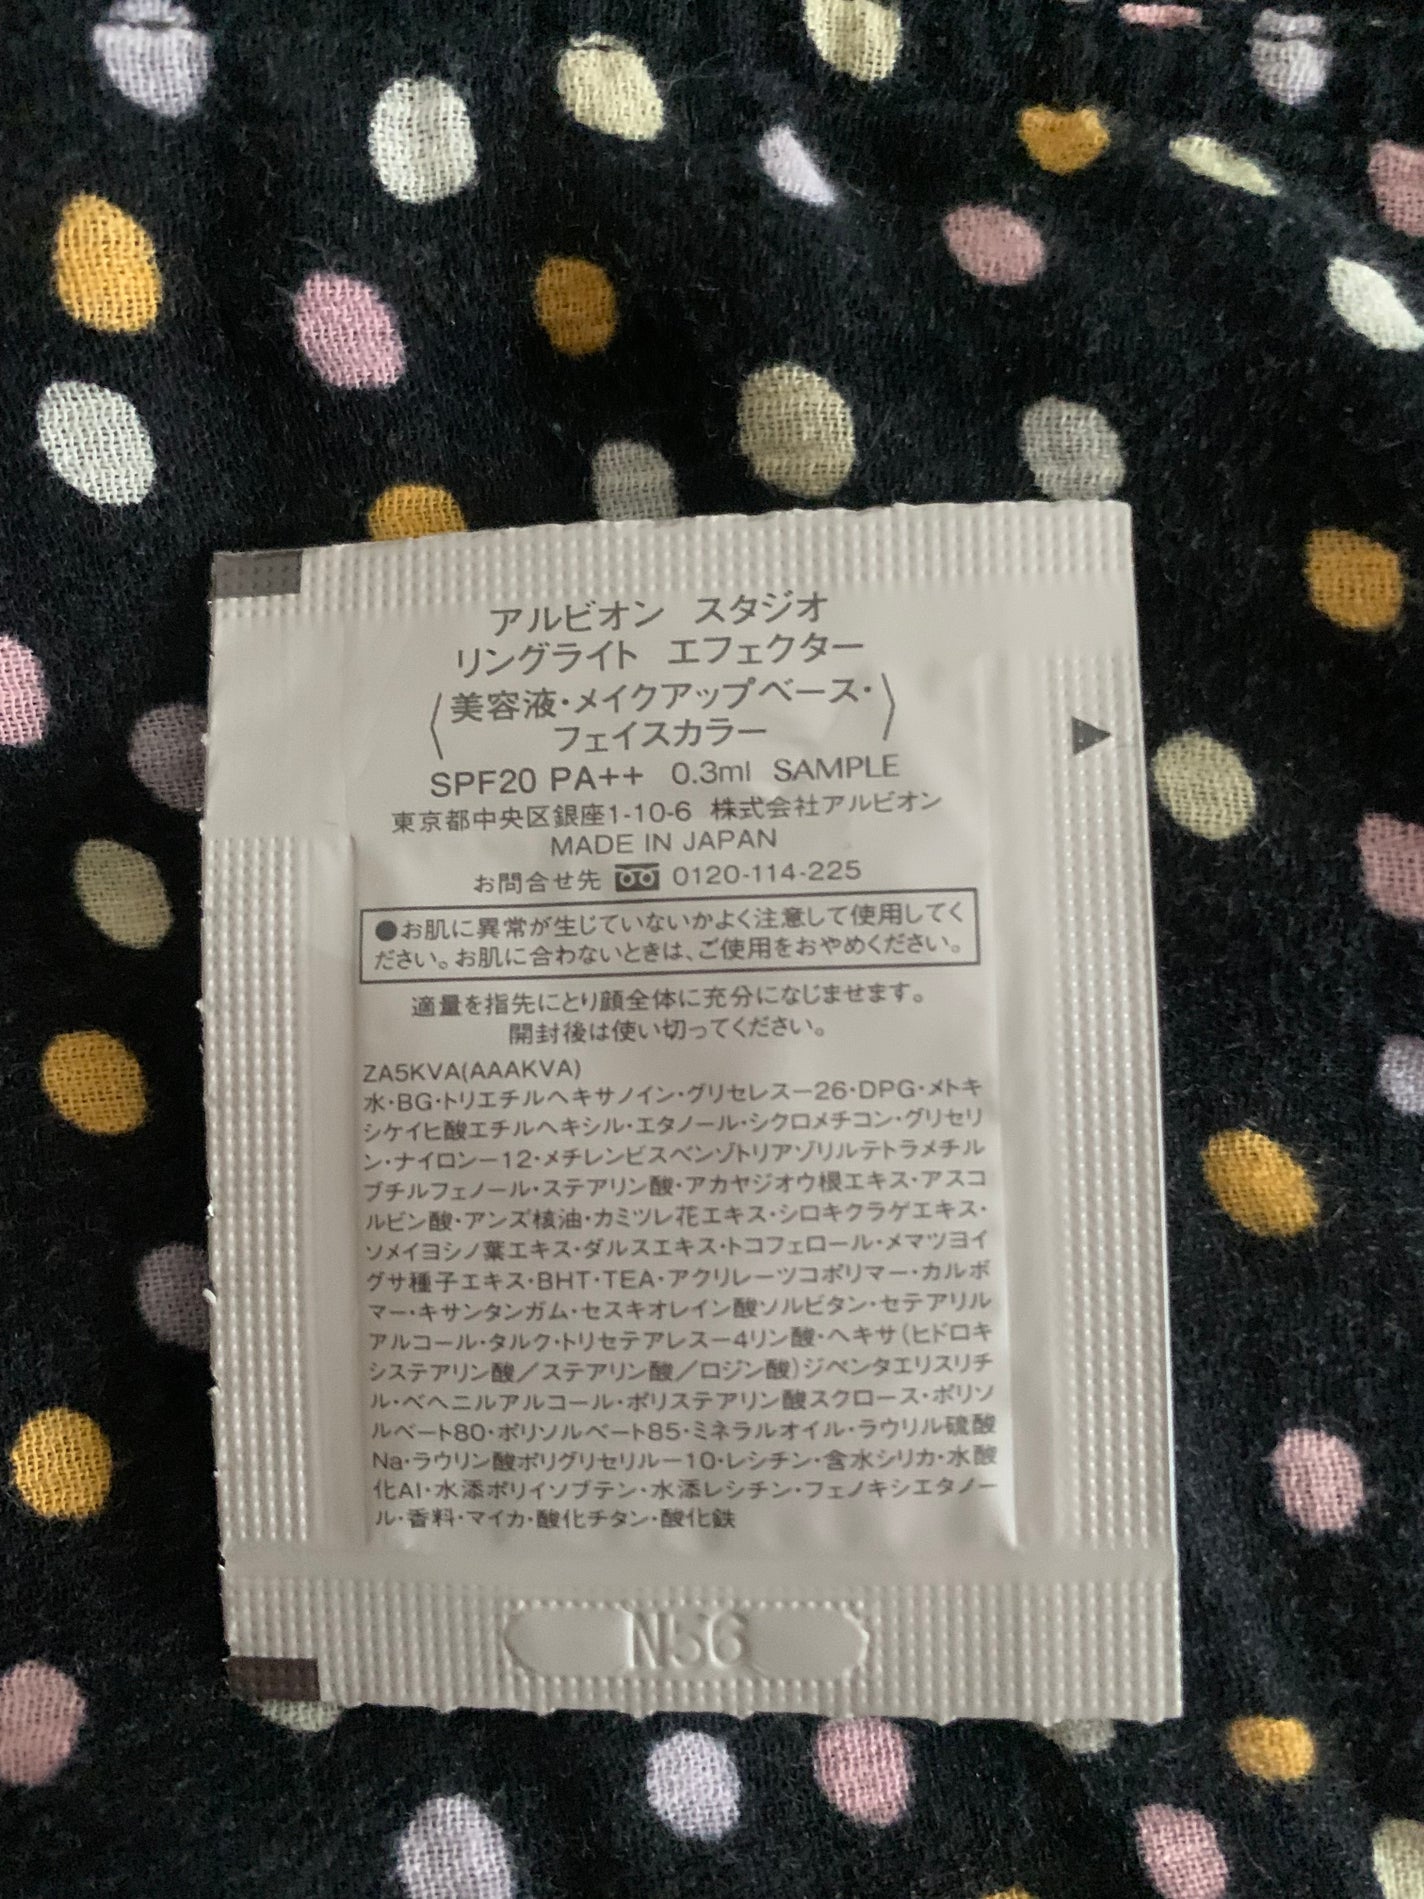 アルビオン スタジオ
リングライト エフェクター
〈美容液・メイクアップベース・
フェイスカラー〉
SPF20 PA++ 0.3ml SAMPLE
東京都中央区銀座1-10-6 株式会社アルビオン
MADE IN JAPAN
お問合せ先 0120-114-225
●お肌に異常が生じていないかよく注意して使用してく
ださい。お肌に合わないときは、ご使用をおやめください。
適量を指先にとり顔全体に充分になじませます。
開封後は使い切ってください。
ZA5KVA(AAAKVA)
水・BG・トリエチルヘキサノイン・グリセレス－26・DPG・メトキ
シケイヒ酸エチルヘキシル・エタノール・シクロメチコン・グリセリ
ン・ナイロン－12・メチレンビスベンゾトリアゾリルテトラメチル
ブチルフェノール・ステアリン酸・アカヤジオウ根エキス・アスコ
ルビン酸・アンズ核油・カミツレ花エキス・シロキクラゲエキス・
ソメイヨシノ葉エキス・ダルスエキス・トコフェロール・メマツヨイ
グサ種子エキス・BHT・TEA・アクリレーツコポリマー・カルボ
マー・キサンタンガム・セスキオレイン酸ソルビタン・セテアリル
アルコール・タルク・トリセテアレス－4リン酸・ヘキサ（ヒドロキ
システアリン酸／ステアリン酸／ロジン酸）ジペンタエリスリチ
ル・ベヘニルアルコール・ポリステアリン酸スクロース・ポリソ
ルベート80・ポリソルベート85・ミネラルオイル・ラウリル硫酸
Na・ラウリン酸ポリグリセリル－10・レシチン・含水シリカ・水酸
化Al・水添ポリイソブテン・水添レシチン・フェノキシエタノー
ル・香料・マイカ・酸化チタン・酸化鉄
N56